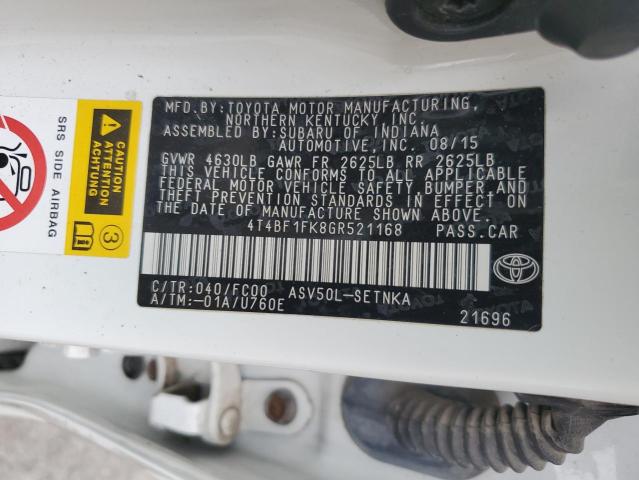 MFD.BY: TOYOTA MOTOR MANUFACTURING,
NORTHERN KENTUCKY INC
ASSEMBLED BY: SUBARU OF INDIANA
AUTOMOTIVE, INC. 08/15
GVWR 4630LB GAWR FR 2625LB RR 2625LB
THIS VEHICLE CONFORMS TO ALL APPLICABLE
FEDERAL MOTOR VEHICLE SAFETY, BUMPER, AND
THEFT PREVENTION STANDARDS IN EFFECT ON
THE DATE OF MANUFACTURE SHOWN ABOVE.
4T4BF1FK8GR521168 PASS.CAR
C/TR: 040/FC00 ASV50L-SETNKA
A/TM: -01A/U760E
TOYOTA
21696
SRS SIDE AIRBAG
CAUTION
ATTENTION
ACHTUNG
3